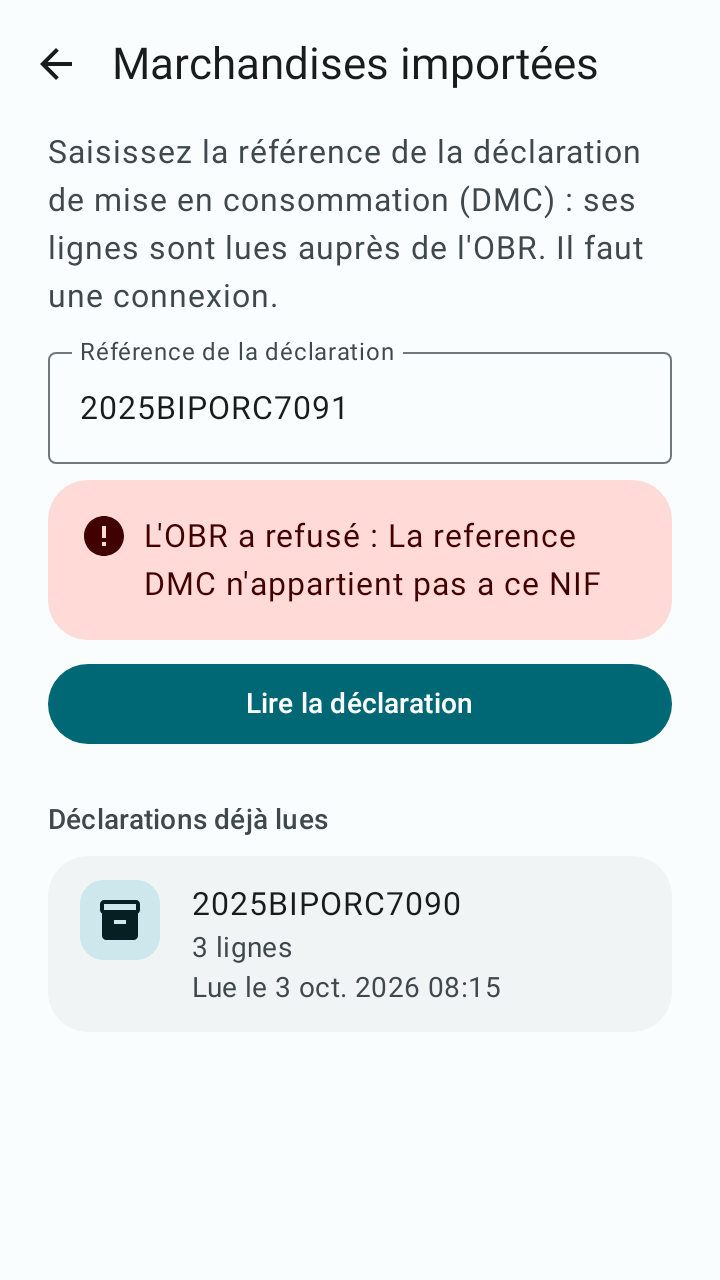 Marchandises importées
Saisissez la référence de la déclaration
de mise en consommation (DMC) : ses
lignes sont lues auprès de l'OBR. Il faut
une connexion.
Référence de la déclaration
2025BIPORC7091
L'OBR a refusé : La reference
DMC n'appartient pas a ce NIF
Lire la déclaration
Déclarations déjà lues
2025BIPORC7090
3 lignes
Lue le 3 oct. 2026 08:15